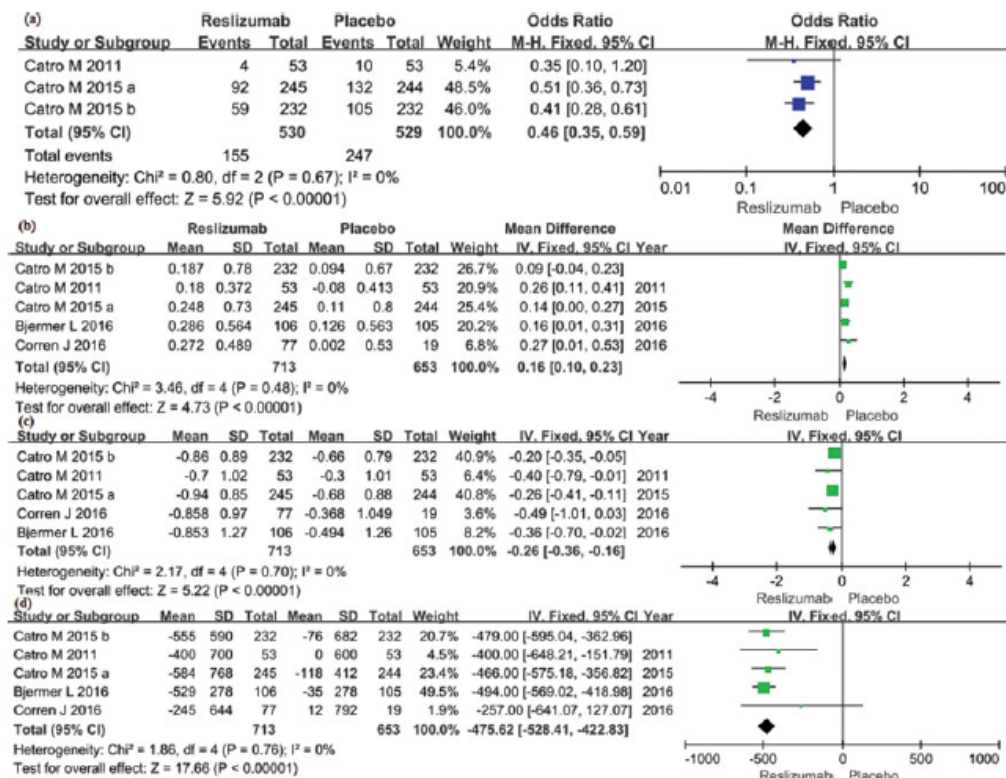 (a)
Reslizumab Placebo Odds Ratio Odds Ratio
Study or Subgroup Events Total Events Total Weight M-H. Fixed. 95% CI M-H. Fixed. 95% CI
Catro M 2011 4 53 10 53 5.4% 0.35 [0.10, 1.20]
Catro M 2015 a 92 245 132 244 48.5% 0.51 [0.36, 0.73]
Catro M 2015 b 59 232 105 232 46.0% 0.41 [0.28, 0.61]
Total (95% CI) 530 529 100.0% 0.46 [0.35, 0.59]
Total events 155 247
Heterogeneity: Chi² = 0.80, df = 2 (P = 0.67); I² = 0%
Test for overall effect: Z = 5.92 (P < 0.00001)
0.01 0.1 1 10 100
Reslizumab Placebo
(b)
Reslizumab Placebo Mean Difference Mean Difference
Study or Subgroup Mean SD Total Mean SD Total Weight IV, Fixed, 95% CI Year IV, Fixed, 95% CI
Catro M 2015 b 0.187 0.78 232 0.094 0.67 232 26.7% 0.09 [-0.04, 0.23]
Catro M 2011 0.18 0.372 53 -0.08 0.413 53 20.9% 0.26 [0.11, 0.41] 2011
Catro M 2015 a 0.248 0.73 245 0.11 0.8 244 25.4% 0.14 [0.00, 0.27] 2015
Bjermer L 2016 0.286 0.564 106 0.126 0.563 105 20.2% 0.16 [0.01, 0.31] 2016
Corren J 2016 0.272 0.489 77 0.002 0.53 19 6.8% 0.27 [0.01, 0.53] 2016
Total (95% CI) 713 653 100.0% 0.16 [0.10, 0.23]
Heterogeneity: Chi² = 3.46, df = 4 (P = 0.48); I² = 0%
Test for overall effect: Z = 4.73 (P < 0.00001)
-4 -2 0 2 4
Reslizumab Placebo
(c)
Study or Subgroup Mean SD Total Mean SD Total Weight IV. Fixed. 95% CI Year IV. Fixed. 95% CI
Catro M 2015 b -0.86 0.89 232 -0.66 0.79 232 40.9% -0.20 [-0.35, -0.05]
Catro M 2011 -0.7 1.02 53 -0.3 1.01 53 6.4% -0.40 [-0.79, -0.01] 2011
Catro M 2015 a -0.94 0.85 245 -0.68 0.88 244 40.8% -0.26 [-0.41, -0.11] 2015
Corren J 2016 -0.858 0.97 77 -0.368 1.049 19 3.6% -0.49 [-1.01, 0.03] 2016
Bjermer L 2016 -0.853 1.27 106 -0.494 1.26 105 8.2% -0.36 [-0.70, -0.02] 2016
Total (95% CI) 713 653 100.0% -0.26 [-0.36, -0.16]
Heterogeneity: Chi² = 2.17, df = 4 (P = 0.70); I² = 0%
Test for overall effect: Z = 5.22 (P < 0.00001)
-4 -2 0 2 4
Reslizumab Placebo
(d)
Study or Subgroup Mean SD Total Mean SD Total Weight IV. Fixed. 95% CI Year IV. Fixed. 95% CI
Catro M 2015 b -555 590 232 -76 682 232 20.7% -479.00 [-595.04, -362.96]
Catro M 2011 -400 700 53 0 600 53 4.5% -400.00 [-648.21, -151.79] 2011
Catro M 2015 a -584 768 245 -118 412 244 23.4% -466.00 [-575.18, -356.82] 2015
Bjermer L 2016 -529 278 106 -35 278 105 49.5% -494.00 [-569.02, -418.98] 2016
Corren J 2016 -245 644 77 12 792 19 1.9% -257.00 [-641.07, 127.07] 2016
Total (95% CI) 713 653 100.0% -475.62 [-528.41, -422.83]
Heterogeneity: Chi² = 1.86, df = 4 (P = 0.76); I² = 0%
Test for overall effect: Z = 17.66 (P < 0.00001)
-1000 -500 0 500 1000
Reslizumab Placebo